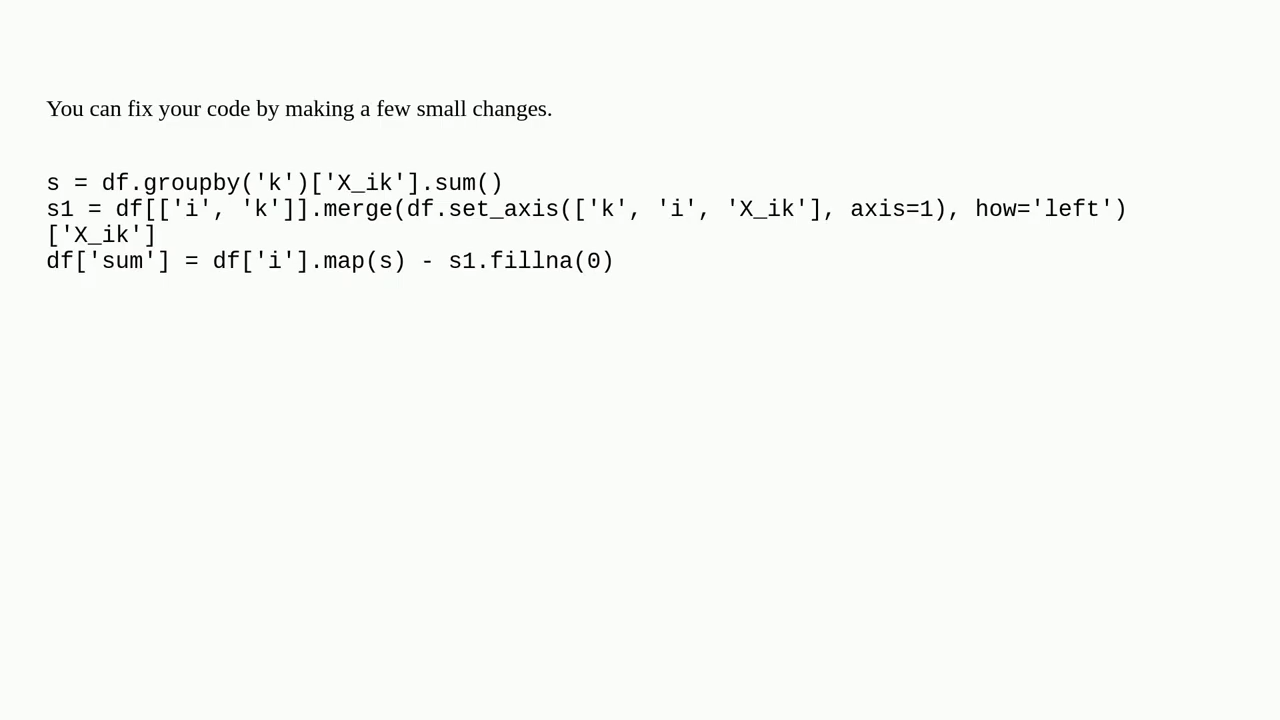 You can fix your code by making a few small changes.
s = df.groupby('k')['X_ik'].sum()
s1 = df[['i', 'k']].merge(df.set_axis(['k', 'i', 'X_ik'], axis=1), how='left')
['X_ik']
df['sum'] = df['i'].map(s) - s1.fillna(0)